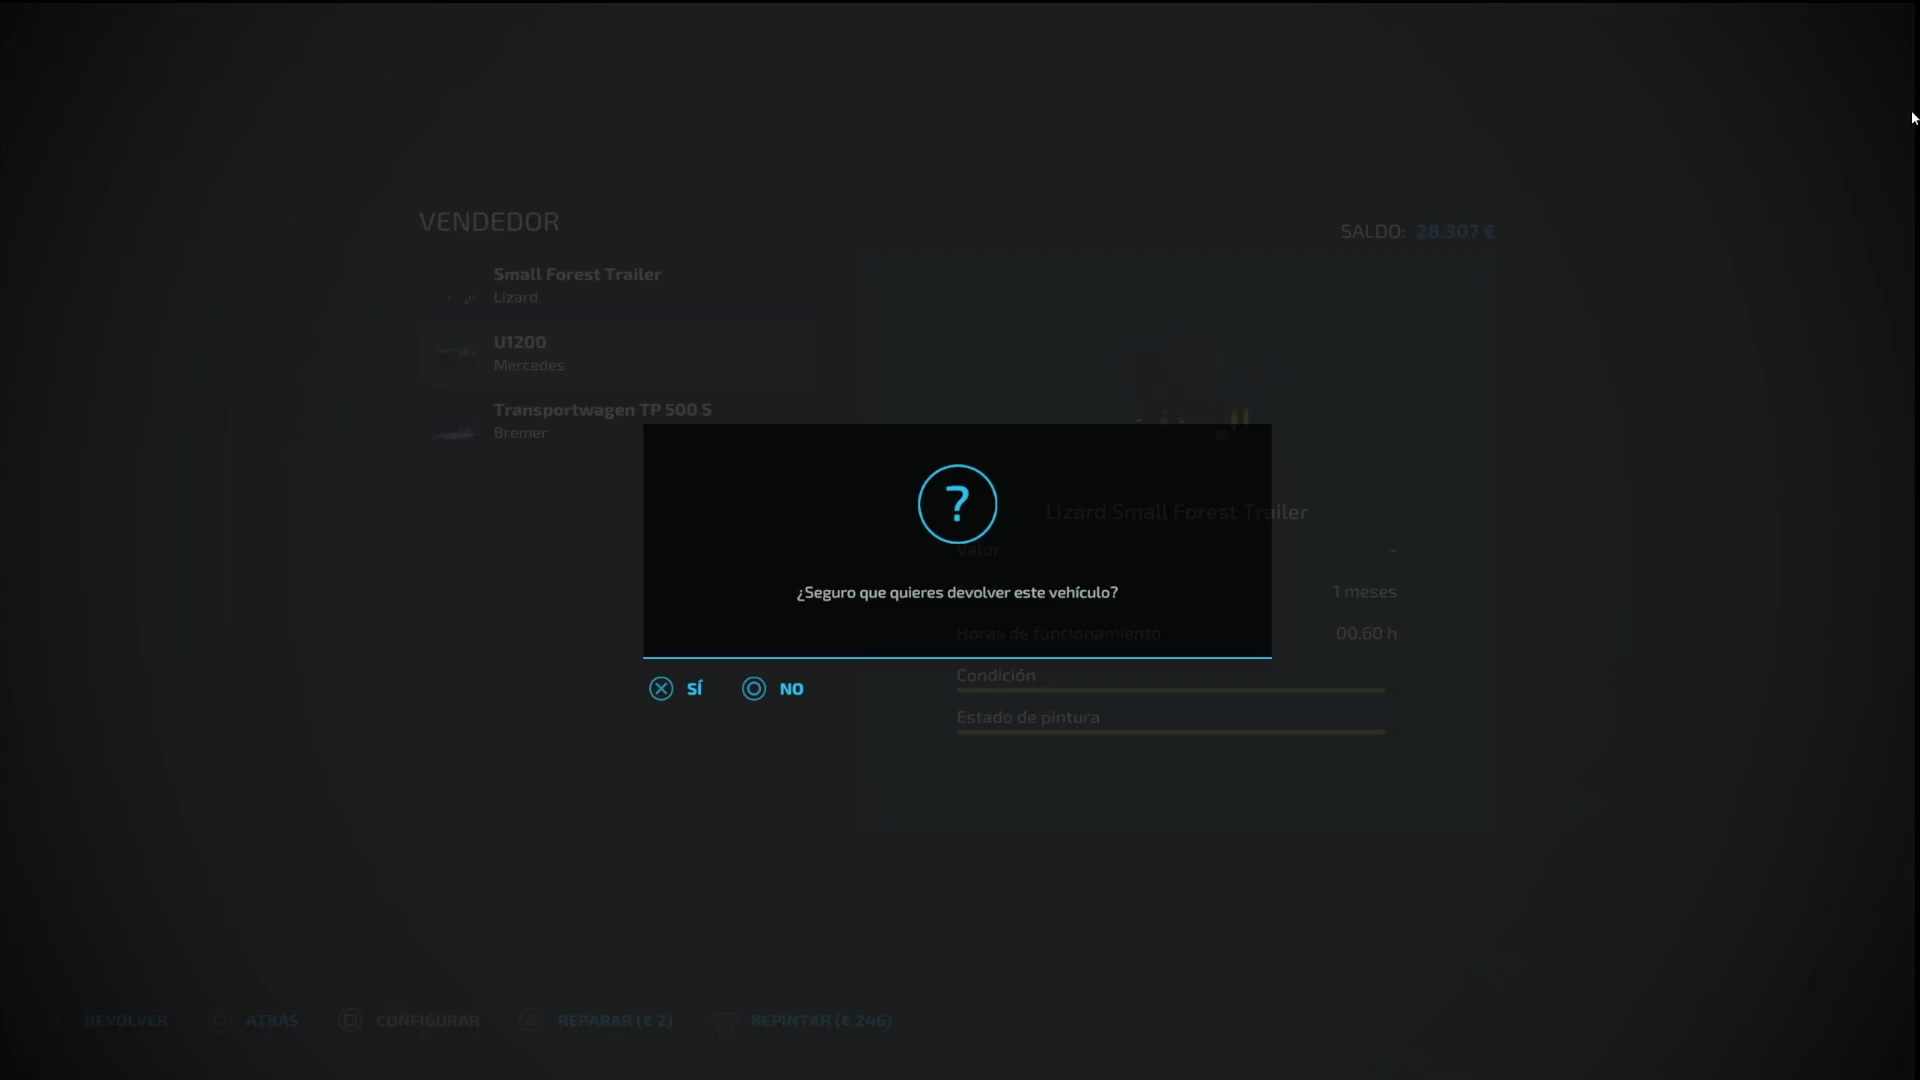 VENDEDOR
SALDO: 28.307 €
Small Forest Trailer
Lizard
U1200
Mercedes
Transportwagen TP 500 S
Bremer
Lizard Small Forest Trailer
Valor -
¿Seguro que quieres devolver este vehículo?
1 meses
Horas de funcionamiento 00.60 h
SÍ NO
Condición
Estado de pintura
DEVOLVER ATRÁS CONFIGURAR REPARAR (€ 2) REPINTAR (€ 246)